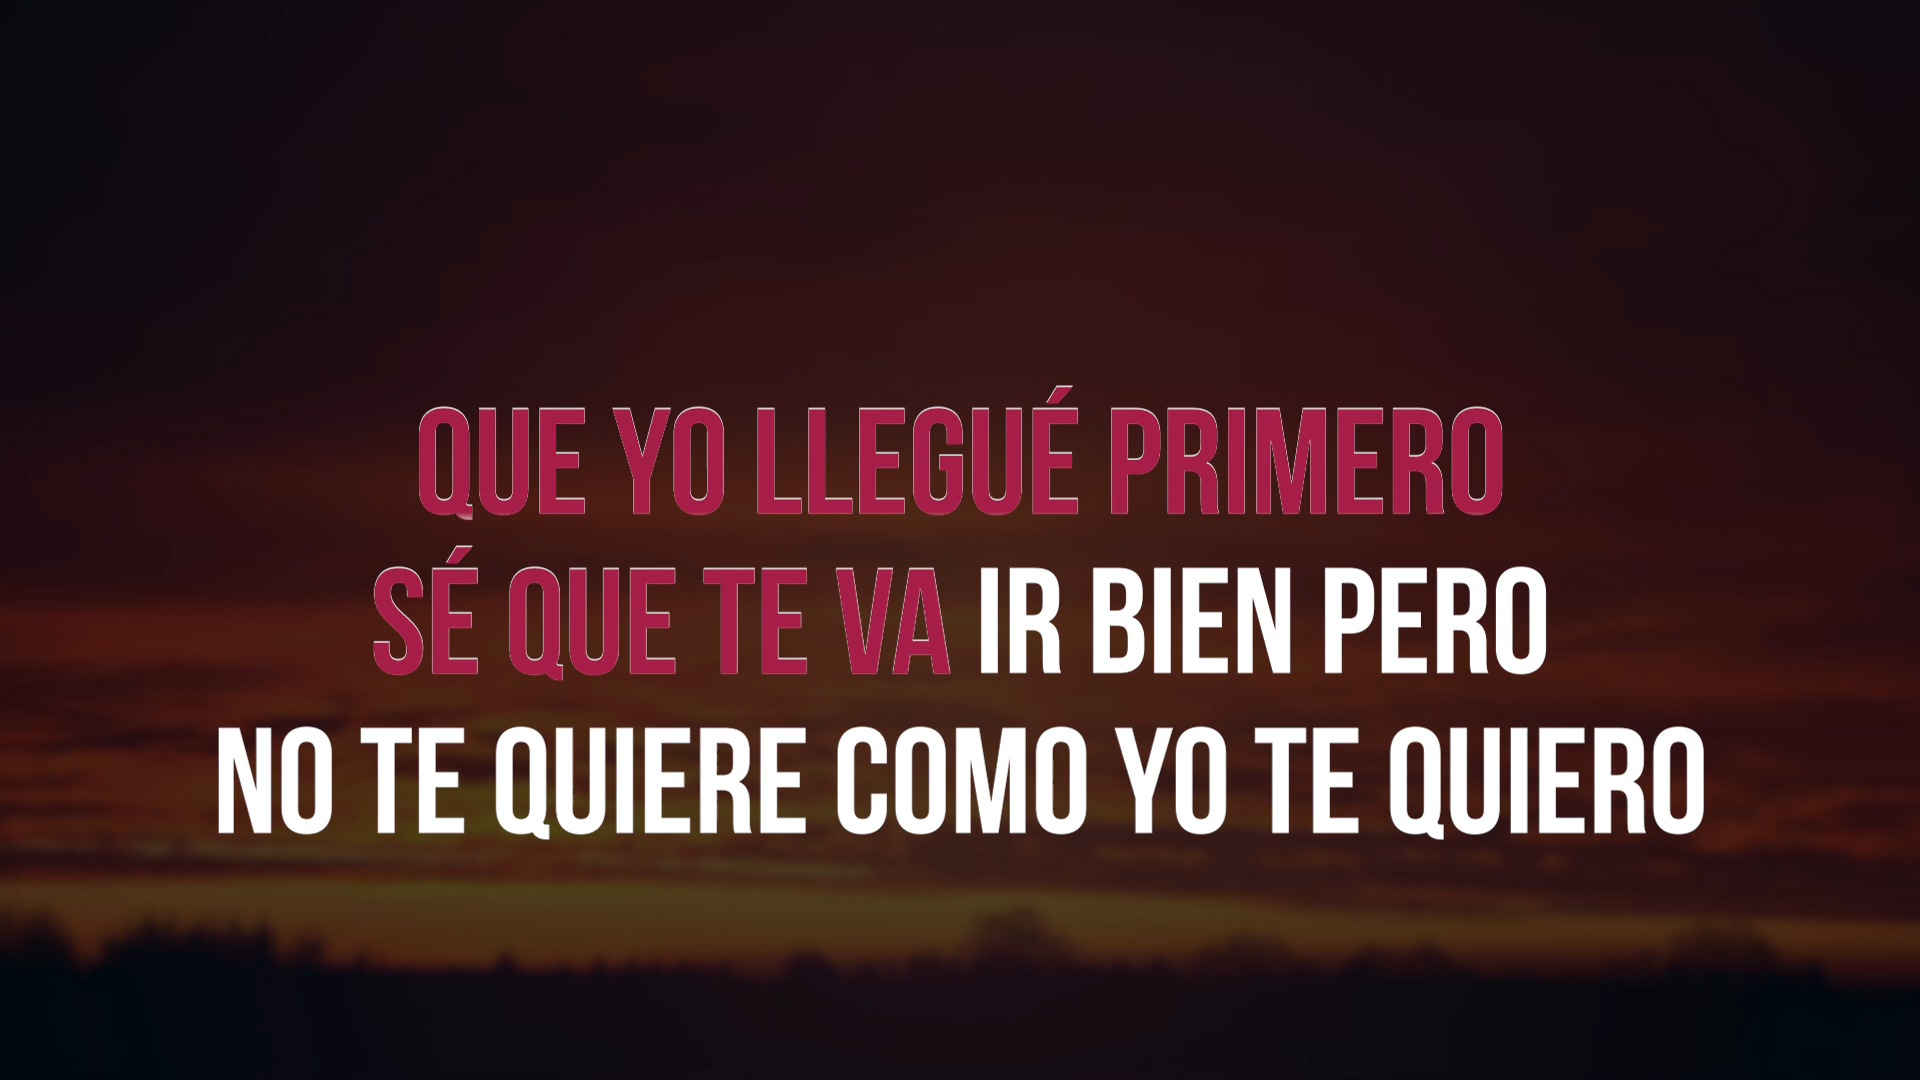 QUE YO LLEGUÉ PRIMERO
SÉ QUE TE VA IR BIEN PERO
NO TE QUIERE COMO YO TE QUIERO